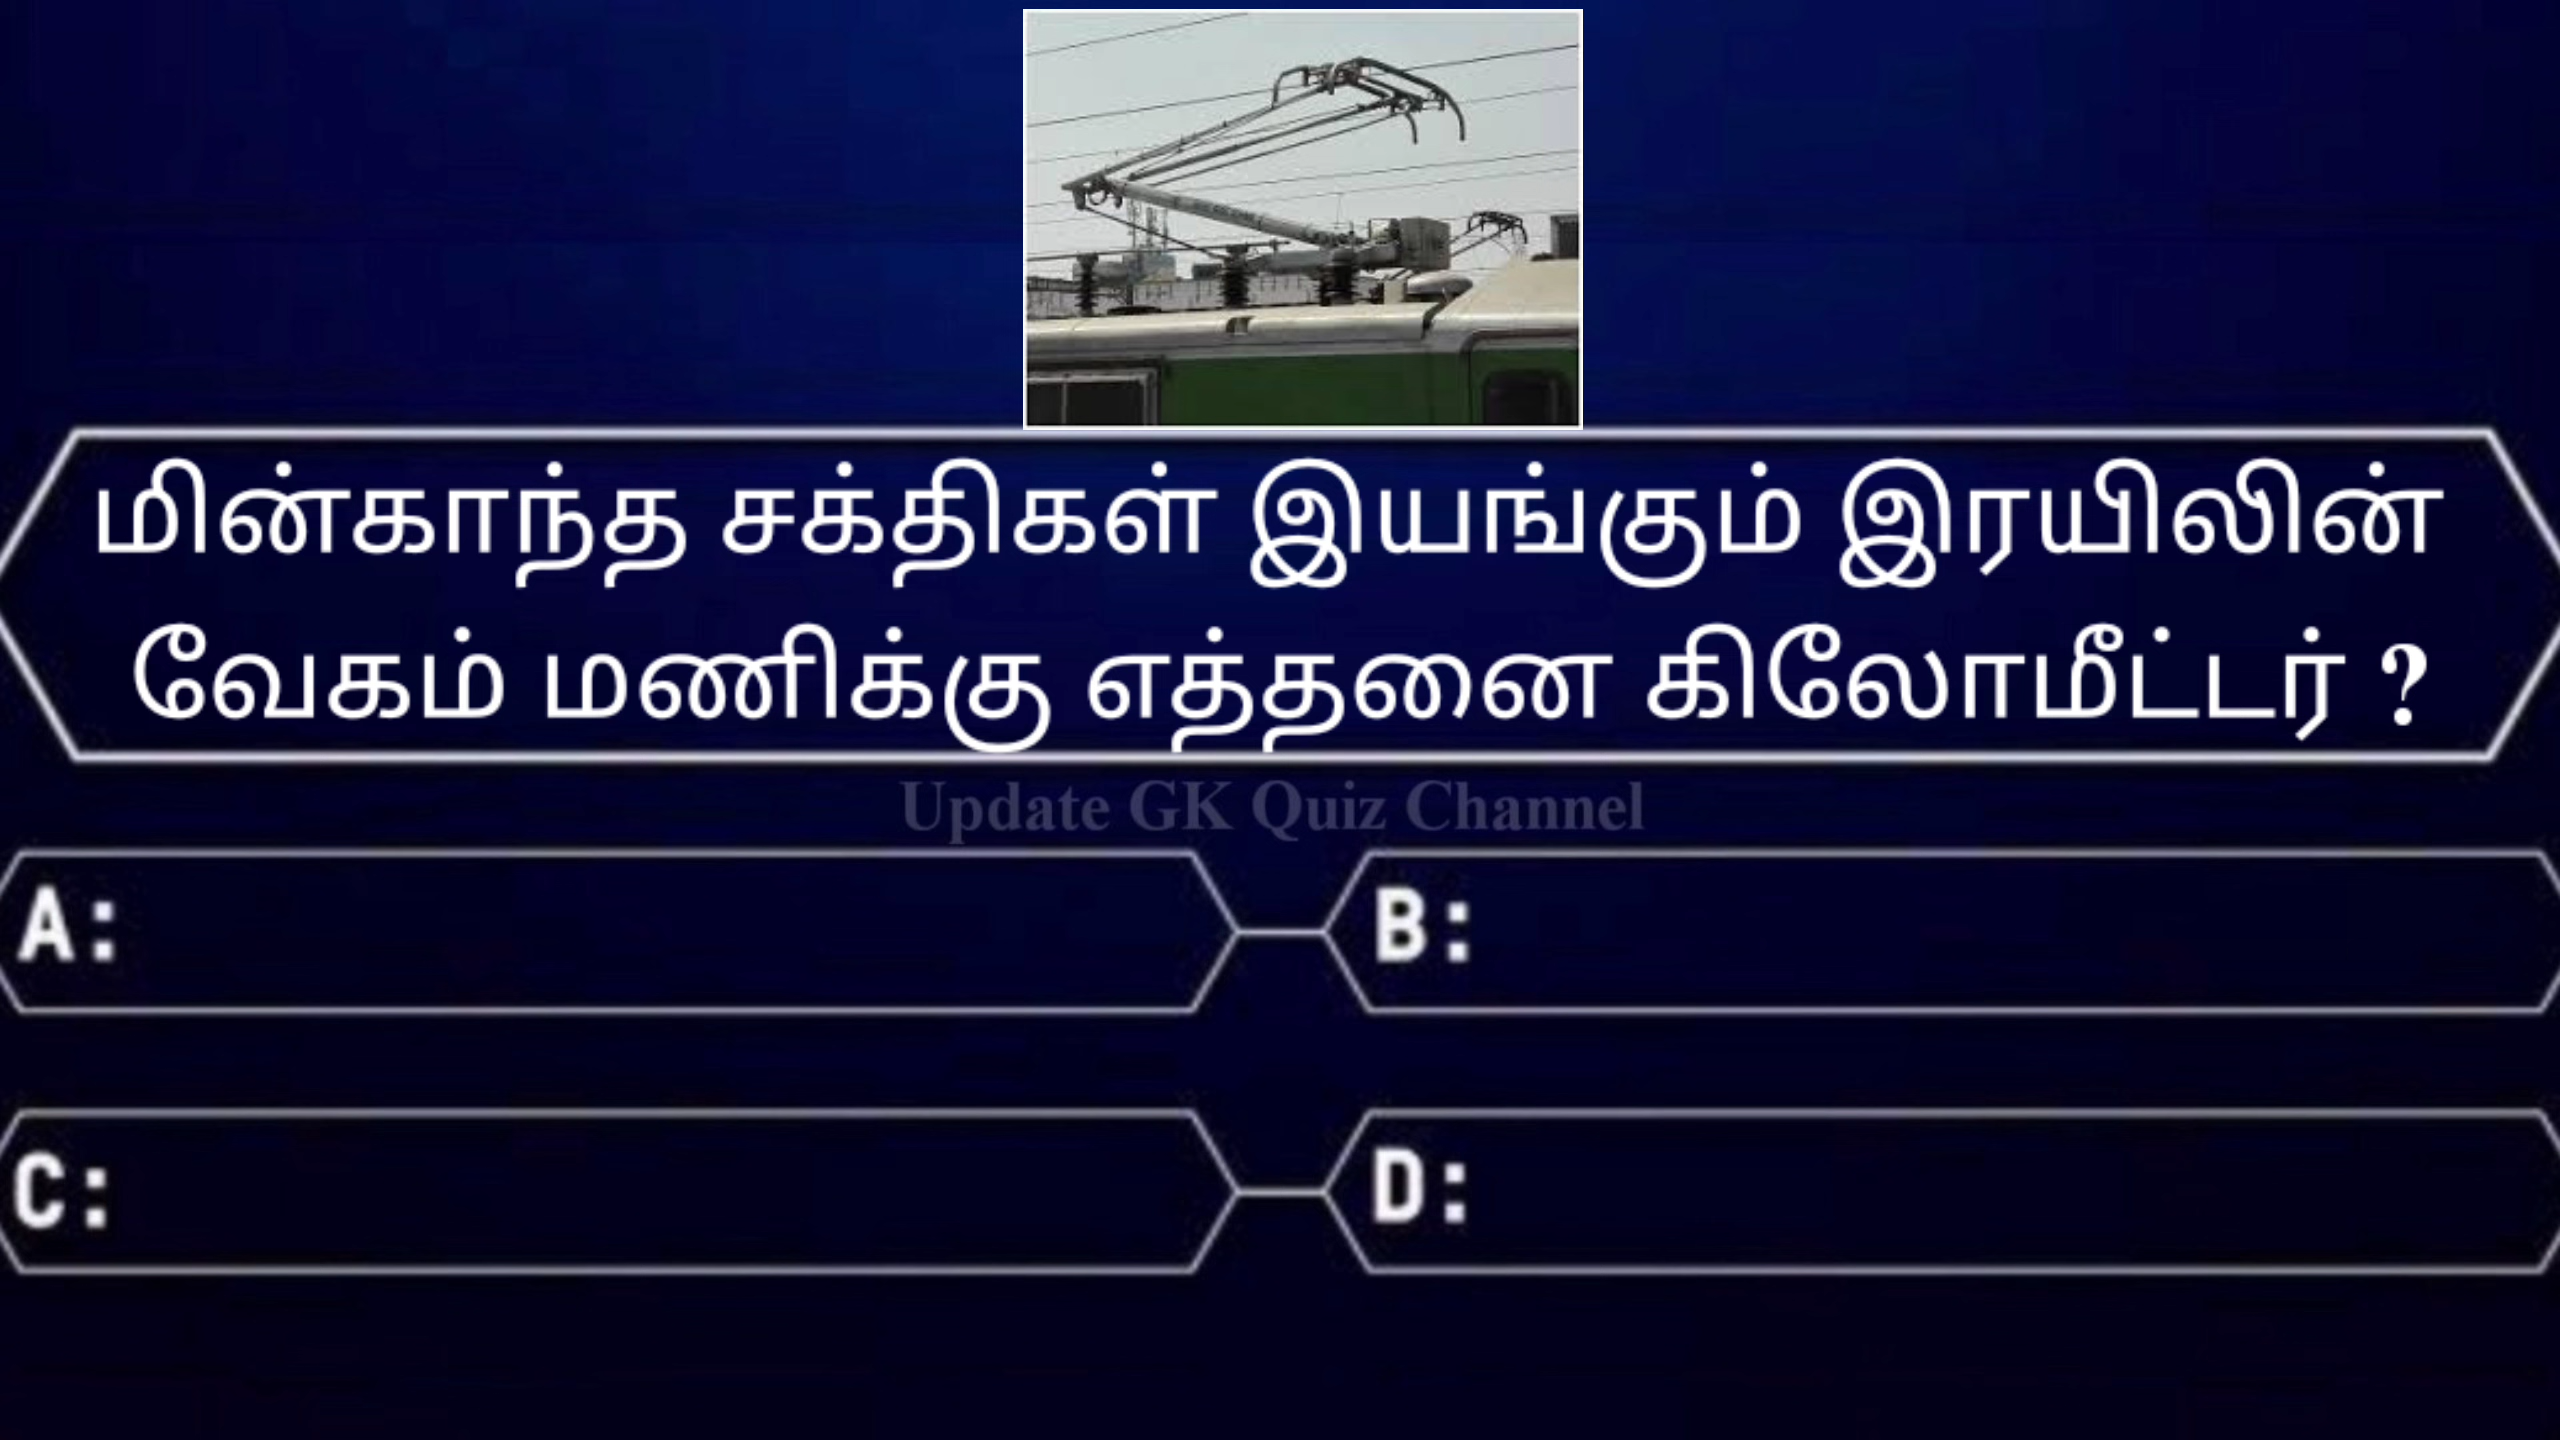 மின்காந்த சக்திகள் இயங்கும் இரயிலின்
வேகம் மணிக்கு எத்தனை கிலோமீட்டர் ?
Update GK Quiz Channel
A:
B:
C:
D: